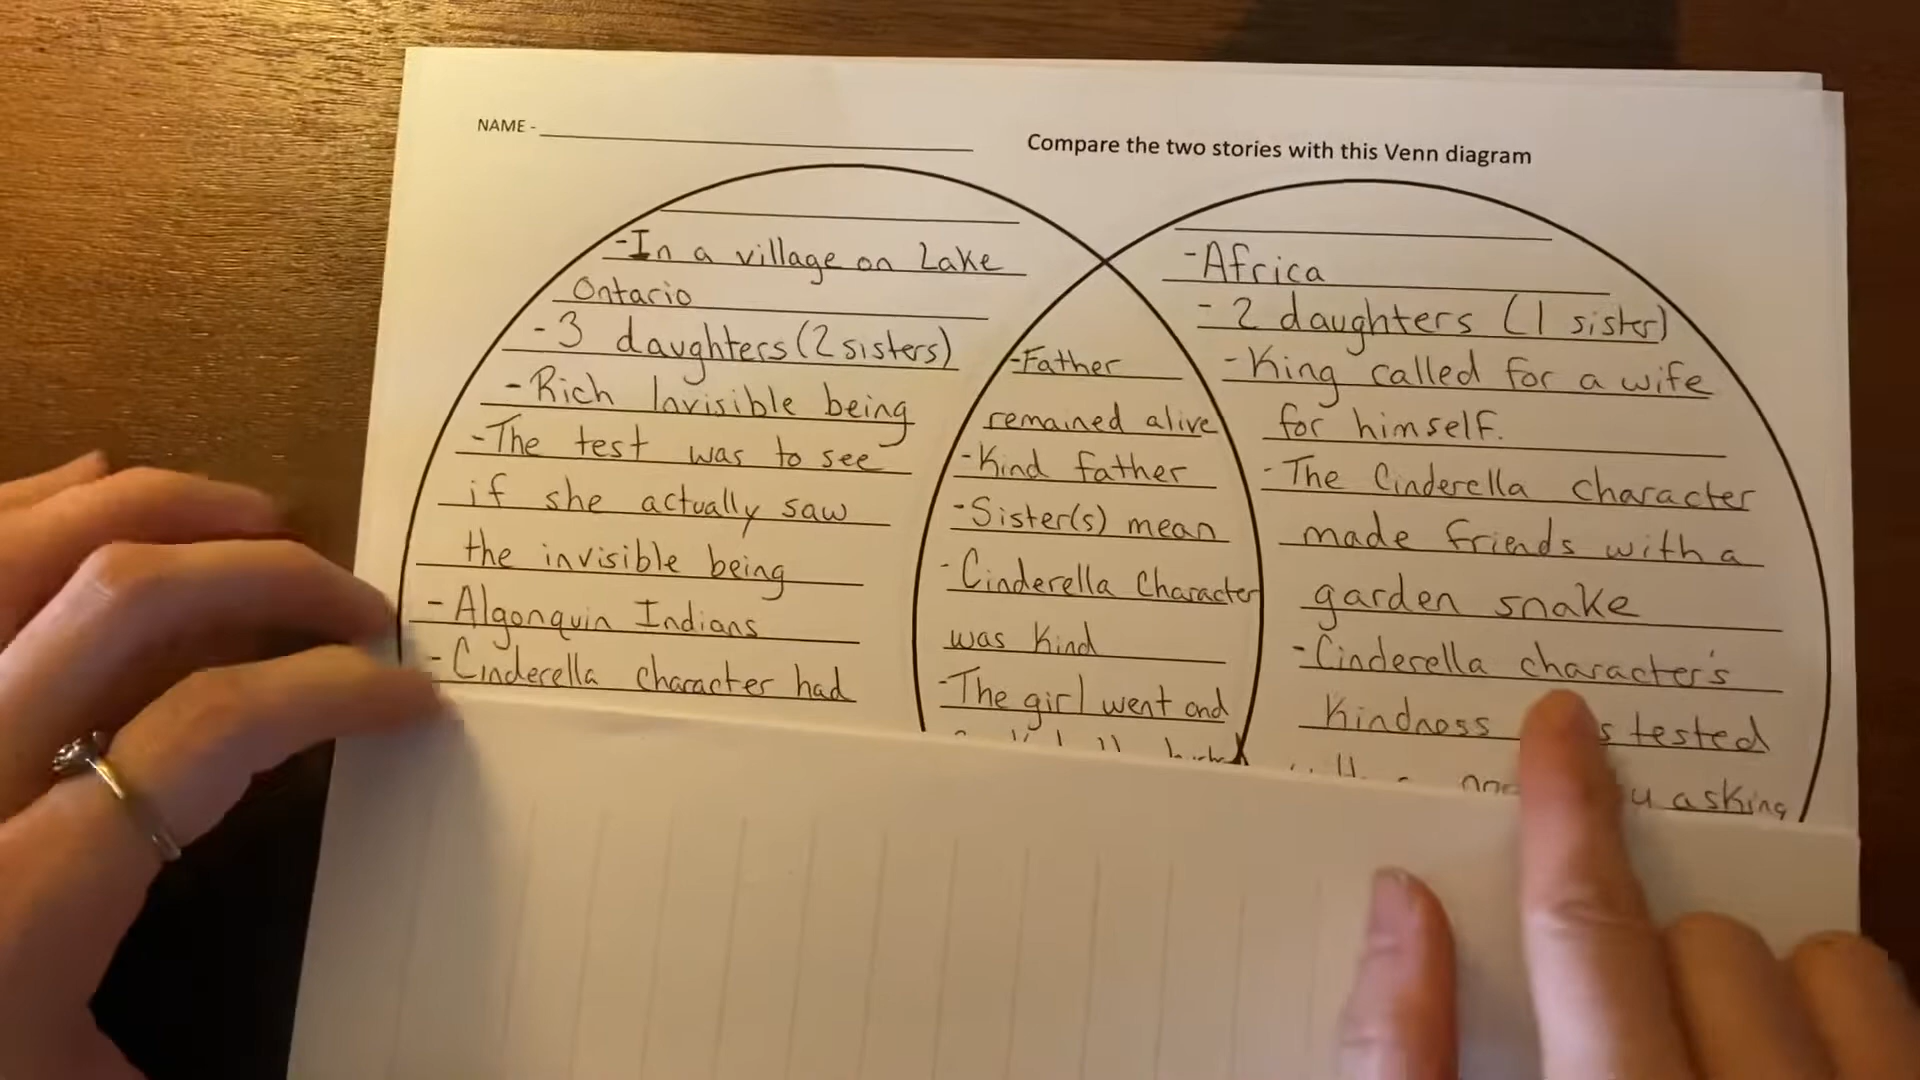 NAME -
Compare the two stories with this Venn diagram
-In a village on Lake
Ontario
-3 daughters (2 sisters)
-Rich Invisible being
-The test was to see
if she actually saw
the invisible being
-Algonquin Indians
-Cinderella character had
-Father
remained alive
-Kind father
-Sister(s) mean
-Cinderella Character
was kind
-The girl went and
-Africa
-2 daughters (1 sister)
-King called for a wife
for himself.
-The Cinderella character
made friends with a
garden snake
-Cinderella character's
Kindness tested
asking